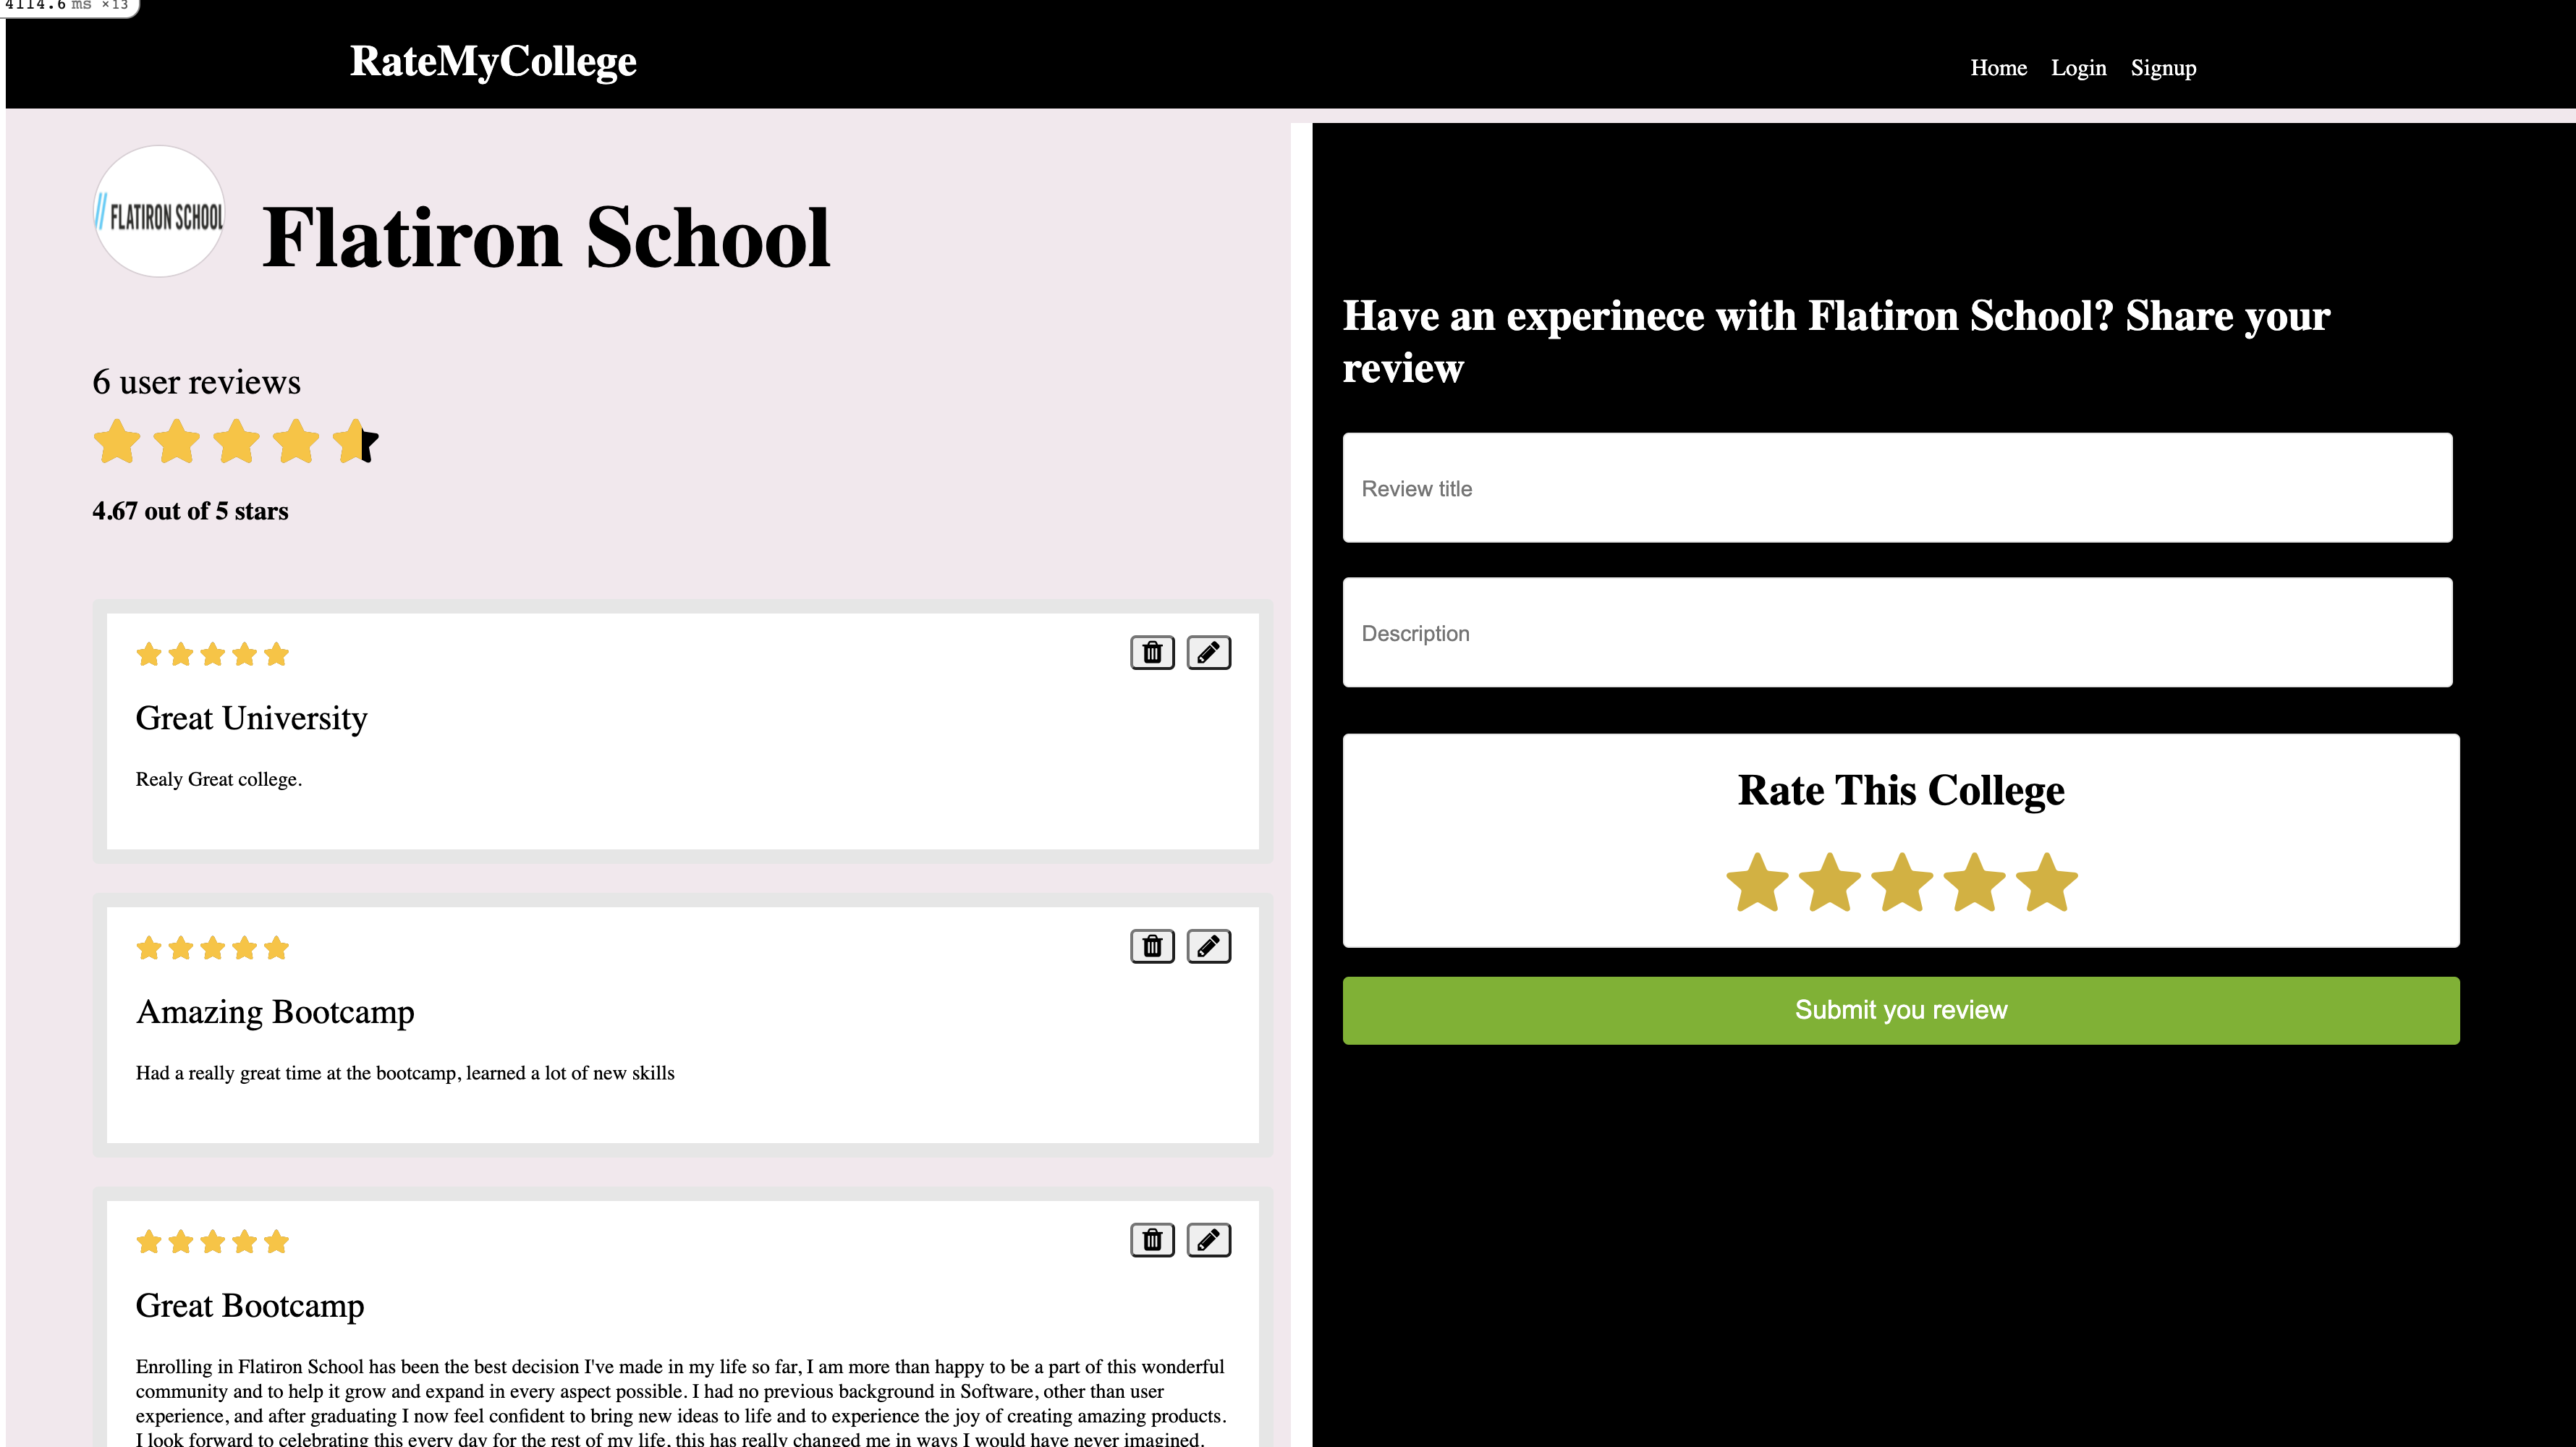 4114.6 ms ×13
RateMyCollege
Home Login Signup
FLATIRON SCHOOL
Flatiron School
6 user reviews
4.67 out of 5 stars
Great University
Realy Great college.
Amazing Bootcamp
Had a really great time at the bootcamp, learned a lot of new skills
Great Bootcamp
Enrolling in Flatiron School has been the best decision I've made in my life so far, I am more than happy to be a part of this wonderful
community and to help it grow and expand in every aspect possible. I had no previous background in Software, other than user
experience, and after graduating I now feel confident to bring new ideas to life and to experience the joy of creating amazing products.
I look forward to celebrating this every day for the rest of my life, this has really changed me in ways I would have never imagined.
Have an experinece with Flatiron School? Share your
review
Review title
Description
Rate This College
Submit you review